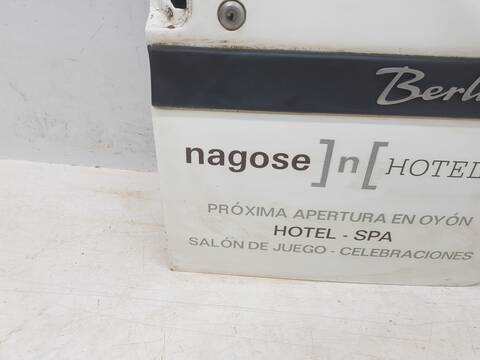 Berl
nagose ]n[ HOTEL
PRÓXIMA APERTURA EN OYÓN
HOTEL - SPA
SALÓN DE JUEGO - CELEBRACIONES